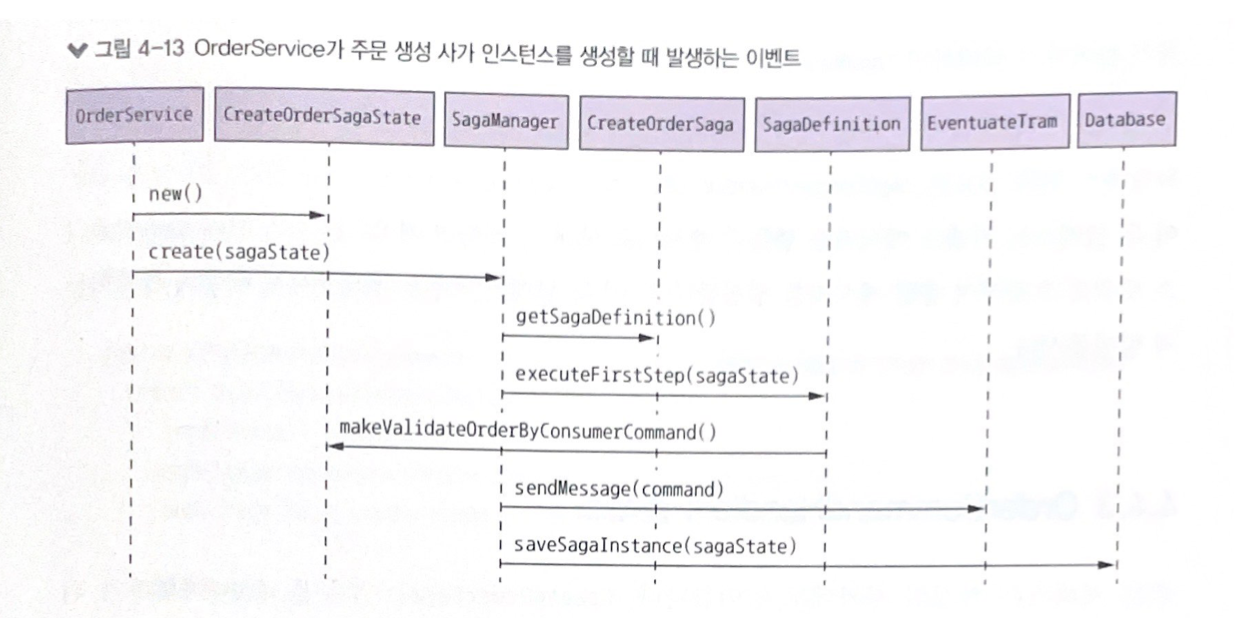 그림 4-13 OrderService가 주문 생성 사가 인스턴스를 생성할 때 발생하는 이벤트
OrderService CreateOrderSagaState SagaManager CreateOrderSaga SagaDefinition EventuateTram Database
new()
create(sagaState)
getSagaDefinition()
executeFirstStep(sagaState)
makeValidateOrderByConsumerCommand()
sendMessage(command)
saveSagaInstance(sagaState)